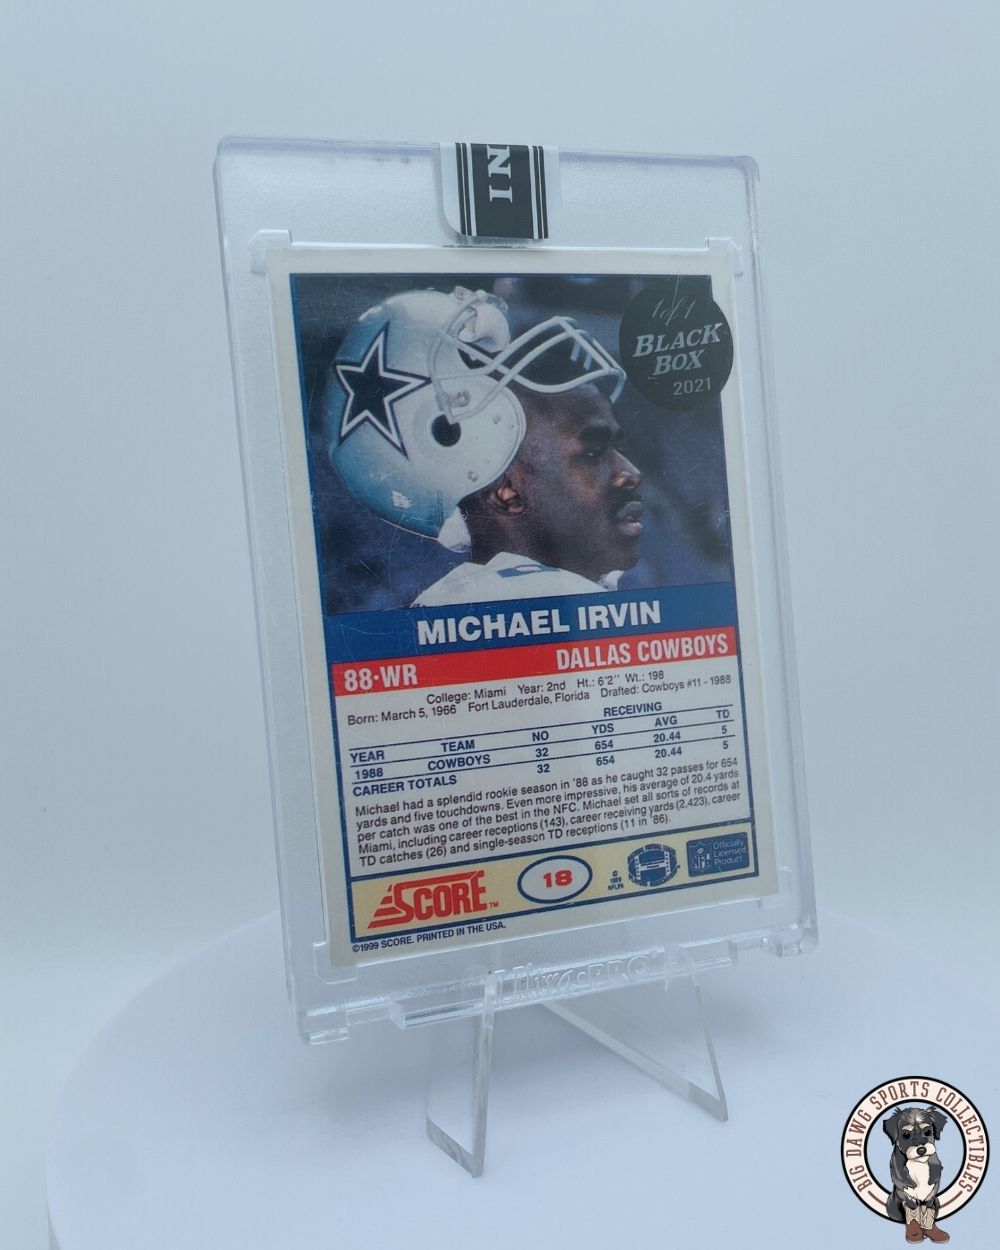 IN
1 of 1
BLACK
BOX
2021
MICHAEL IRVIN
88·WR DALLAS COWBOYS
College: Miami Year: 2nd Ht.: 6'2" Wt.: 198
Born: March 5, 1966 Fort Lauderdale, Florida Drafted: Cowboys #11 - 1988
RECEIVING
YEAR TEAM NO YDS AVG TD
1988 COWBOYS 32 654 20.44 5
CAREER TOTALS 32 654 20.44 5
Michael had a splendid rookie season in '88 as he caught 32 passes for 654
yards and five touchdowns. Even more impressive, his average of 20.4 yards
per catch was one of the best in the NFC. Michael set all sorts of records at
Miami, including career receptions (143), career receiving yards (2,423), career
TD catches (26) and single-season TD receptions (11 in '86).
SCORE™
18
©
1989
NFLPA
NFL
Officially
Licensed
Product
©1999 SCORE. PRINTED IN THE USA.
Ultra·PRO
BIG DAWG SPORTS COLLECTIBLES